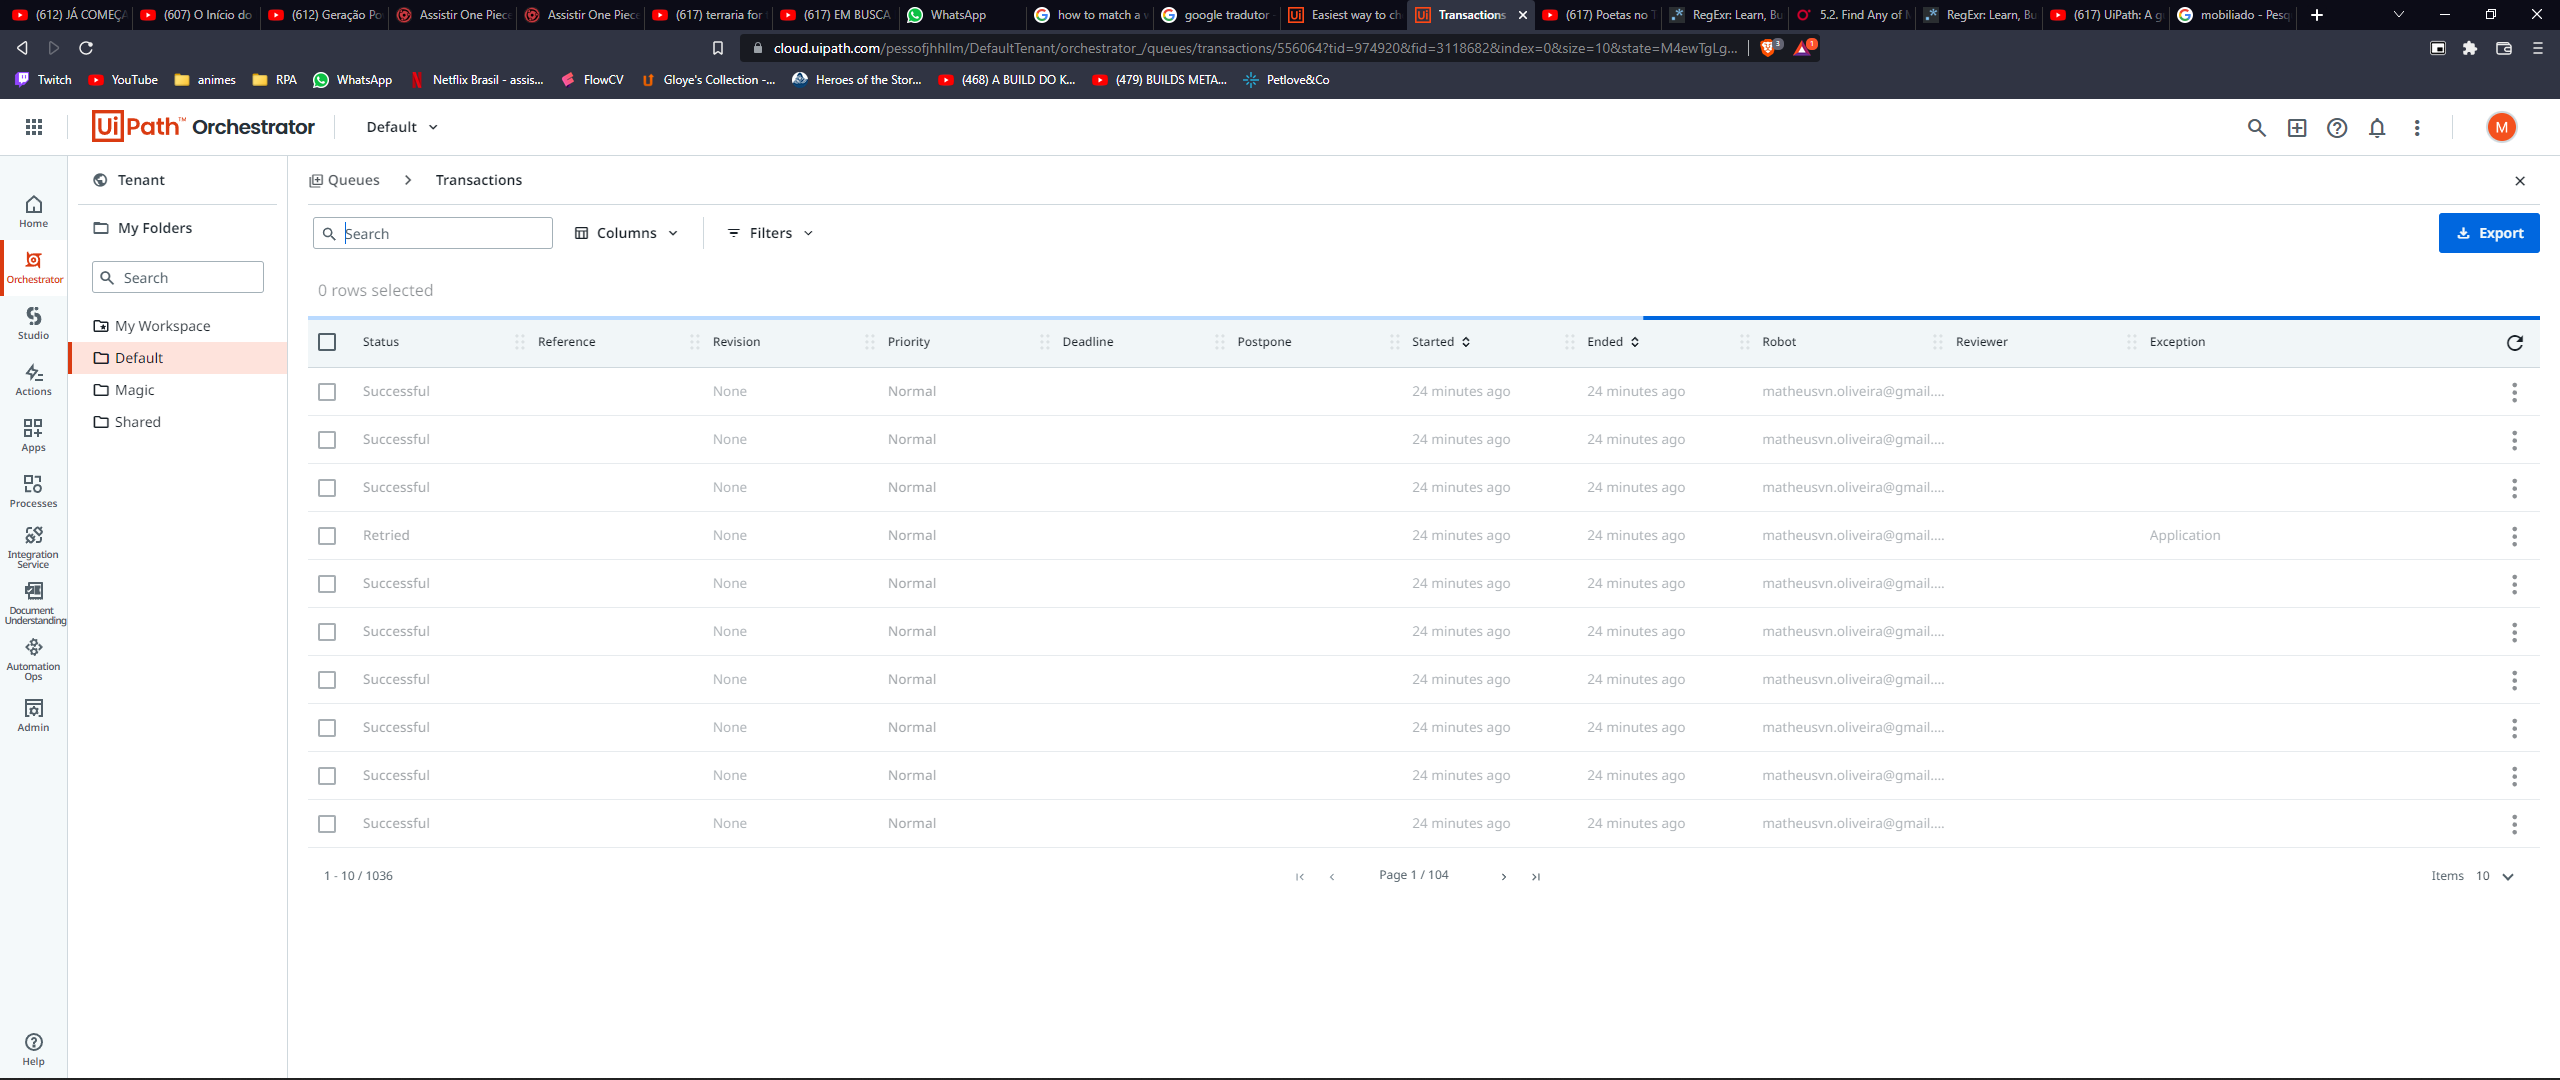 (612) JÁ COMEÇA
(607) O Início do
(612) Geração Po
Assistir One Piece
Assistir One Piece
(617) terraria for
(617) EM BUSCA
WhatsApp
how to match a w
google tradutor
Easiest way to ch
Transactions
(617) Poetas no T
RegExr: Learn, Bu
5.2. Find Any of M
RegExr: Learn, Bu
(617) UiPath: A g
mobiliado - Pesq
cloud.uipath.com/pessofjhhllm/DefaultTenant/orchestrator_/queues/transactions/556064?tid=974920&fid=3118682&index=0&size=10&state=M4ewTgLg...
3
1
Twitch YouTube animes RPA WhatsApp Netflix Brasil - assis... FlowCV Gloye's Collection -... Heroes of the Stor... (468) A BUILD DO K... (479) BUILDS META... Petlove&Co
UiPath™ Orchestrator Default M
Home
Orchestrator
Studio
Actions
Apps
Processes
Integration
Service
Document
Understanding
Automation
Ops
Admin
Help
Tenant
My Folders
Search
My Workspace
Default
Magic
Shared
Queues > Transactions
Search Columns Filters Export
0 rows selected
Status Reference Revision Priority Deadline Postpone Started Ended Robot Reviewer Exception
Successful None Normal 24 minutes ago 24 minutes ago matheusvn.oliveira@gmail....
Successful None Normal 24 minutes ago 24 minutes ago matheusvn.oliveira@gmail....
Successful None Normal 24 minutes ago 24 minutes ago matheusvn.oliveira@gmail....
Retried None Normal 24 minutes ago 24 minutes ago matheusvn.oliveira@gmail.... Application
Successful None Normal 24 minutes ago 24 minutes ago matheusvn.oliveira@gmail....
Successful None Normal 24 minutes ago 24 minutes ago matheusvn.oliveira@gmail....
Successful None Normal 24 minutes ago 24 minutes ago matheusvn.oliveira@gmail....
Successful None Normal 24 minutes ago 24 minutes ago matheusvn.oliveira@gmail....
Successful None Normal 24 minutes ago 24 minutes ago matheusvn.oliveira@gmail....
Successful None Normal 24 minutes ago 24 minutes ago matheusvn.oliveira@gmail....
1 - 10 / 1036 Page 1 / 104 Items 10